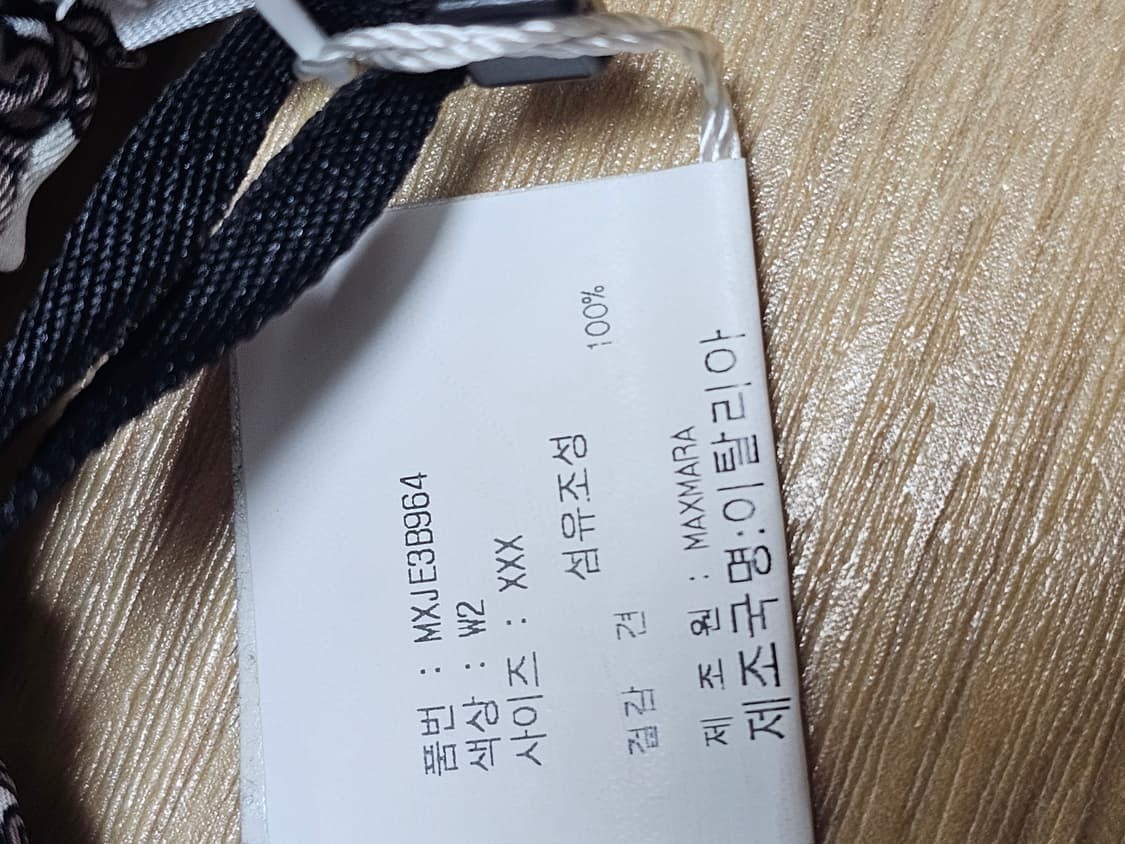 품번 : MXJE3B964
색상 : W2
사이즈 : XXX
섬유조성
겉감 견 100%
제 조 원 : MAXMARA
제조국명:이탈리아